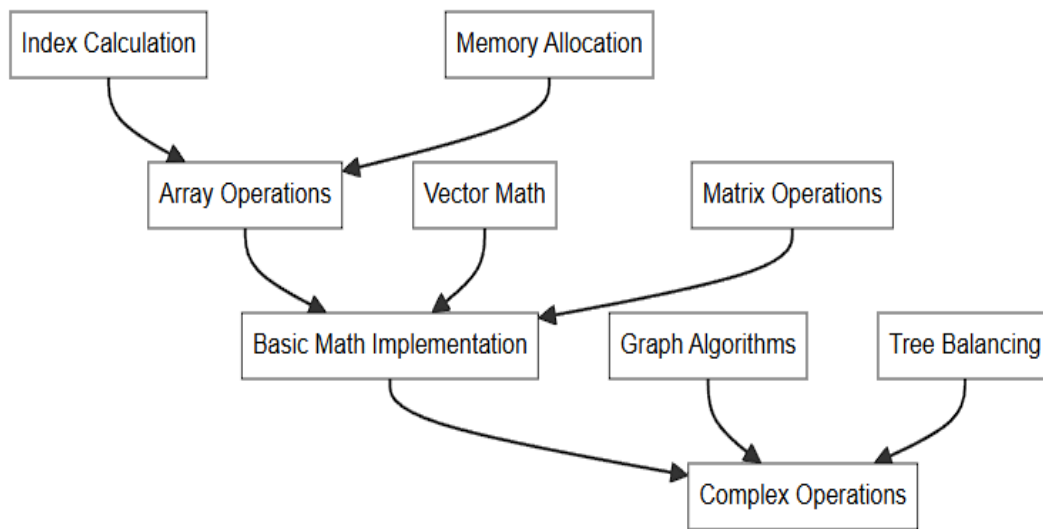 Index Calculation
Memory Allocation
Array Operations
Vector Math
Matrix Operations
Basic Math Implementation
Graph Algorithms
Tree Balancing
Complex Operations